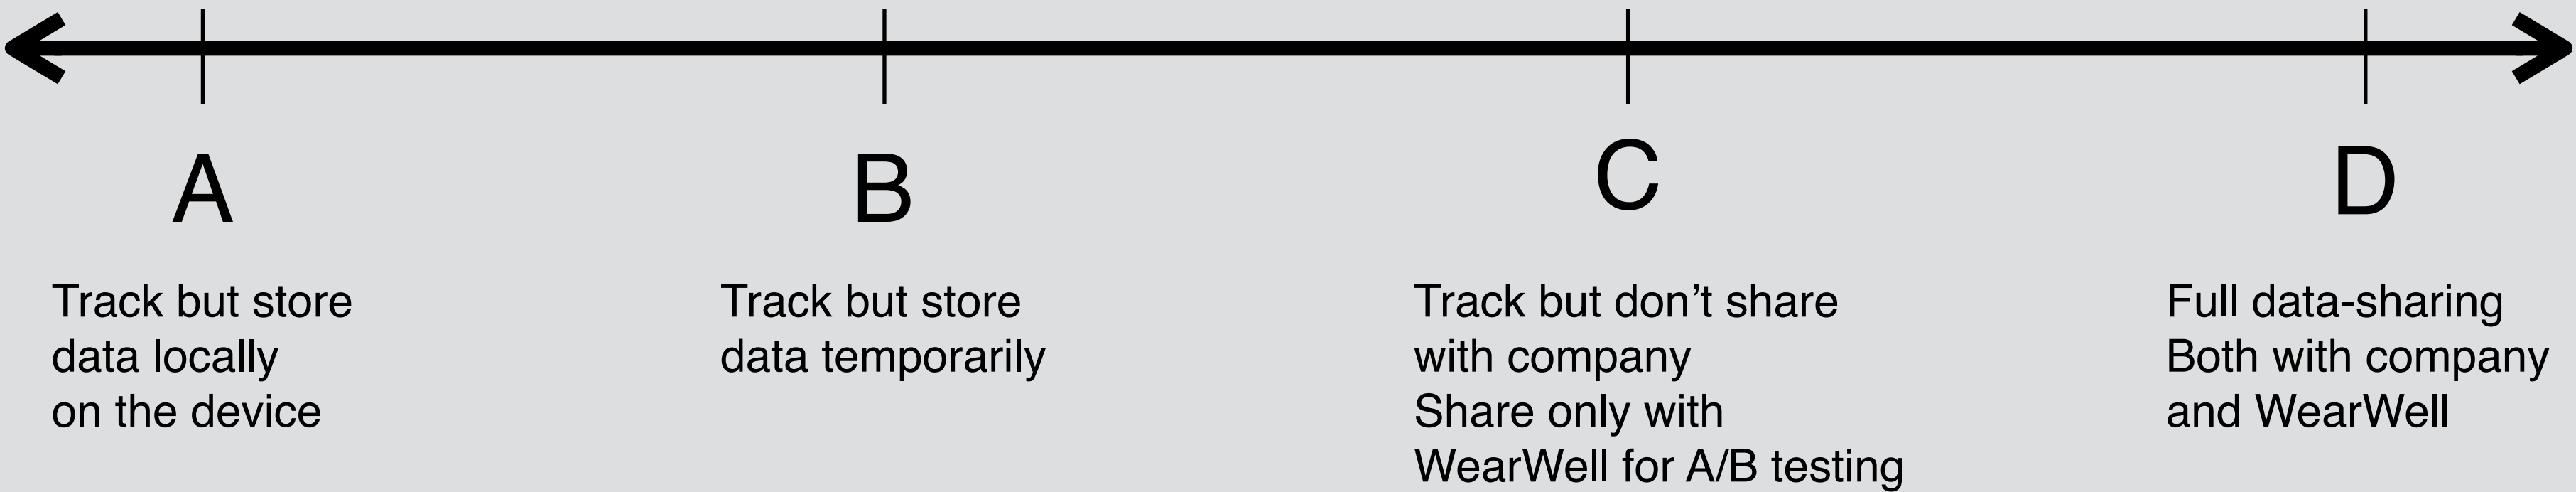 A
B
C
D
Track but store
data locally
on the device
Track but store
data temporarily
Track but don’t share
with company
Share only with
WearWell for A/B testing
Full data-sharing
Both with company
and WearWell